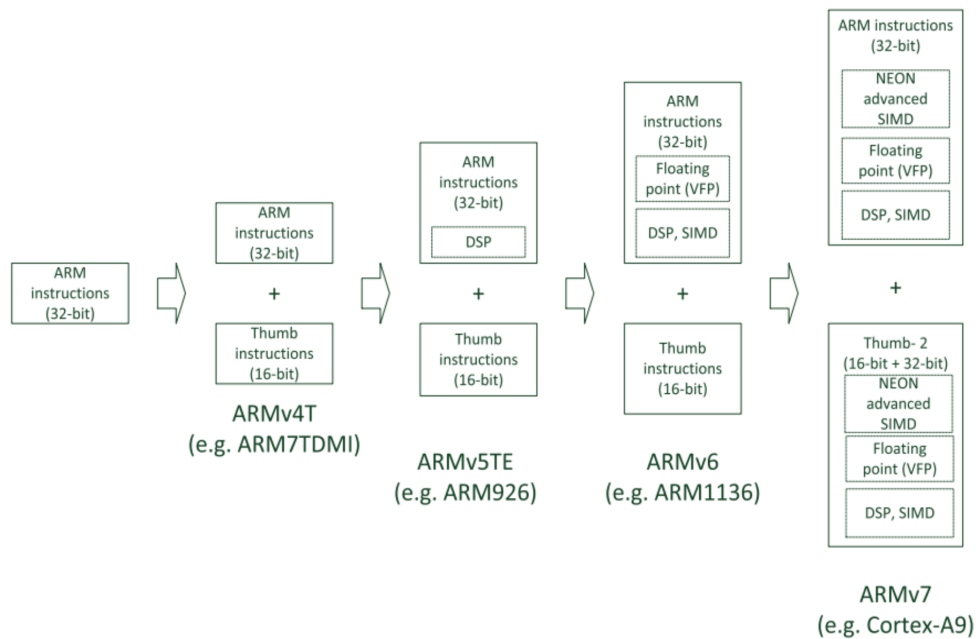 ARM
instructions
(32-bit)
ARM
instructions
(32-bit)
+
Thumb
instructions
(16-bit)
ARMv4T
(e.g. ARM7TDMI)
ARM
instructions
(32-bit)
DSP
+
Thumb
instructions
(16-bit)
ARMv5TE
(e.g. ARM926)
ARM
instructions
(32-bit)
Floating
point (VFP)
DSP, SIMD
+
Thumb
instructions
(16-bit)
ARMv6
(e.g. ARM1136)
ARM instructions
(32-bit)
NEON
advanced
SIMD
Floating
point (VFP)
DSP, SIMD
+
Thumb- 2
(16-bit + 32-bit)
NEON
advanced
SIMD
Floating
point (VFP)
DSP, SIMD
ARMv7
(e.g. Cortex-A9)